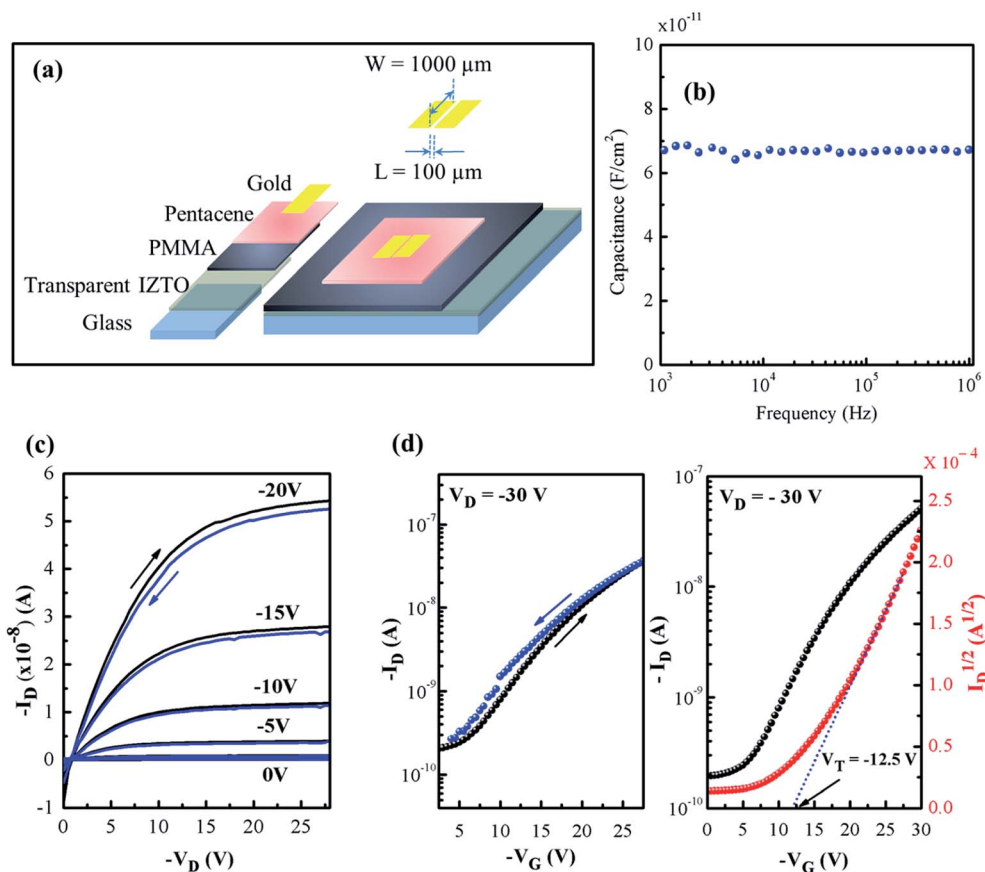 (a)
W = 1000 µm
L = 100 µm
Gold
Pentacene
PMMA
Transparent IZTO
Glass
(b)
x10⁻¹¹
10
8
6
4
2
0
Capacitance (F/cm²)
10³ 10⁴ 10⁵ 10⁶
Frequency (Hz)
(c)
6
5
4
3
2
1
0
-1
-I_D (x10⁻⁸) (A)
-20V
-15V
-10V
-5V
0V
0 5 10 15 20 25
-V_D (V)
(d)
V_D = -30 V
10⁻⁷
10⁻⁸
10⁻⁹
10⁻¹⁰
-I_D (A)
5 10 15 20 25
-V_G (V)
V_D = - 30 V
10⁻⁷
10⁻⁸
10⁻⁹
10⁻¹⁰
- I_D (A)
X 10⁻⁴
2.5
2.0
1.5
1.0
0.5
0.0
I_D^1/2 (A^1/2)
V_T = -12.5 V
0 5 10 15 20 25 30
-V_G (V)